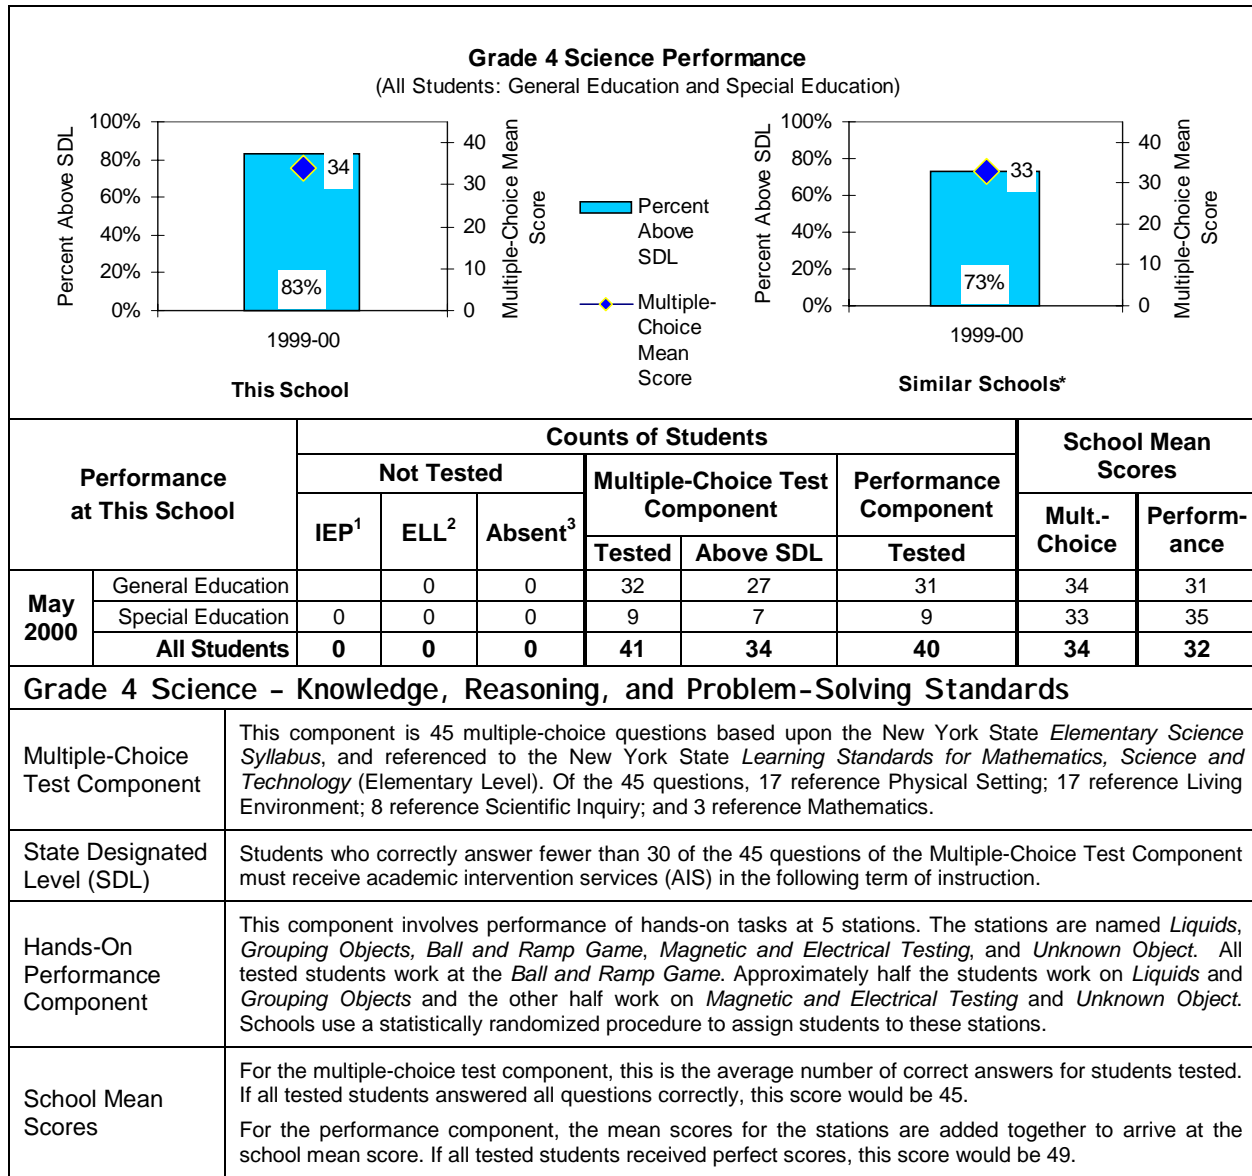 Grade 4 Science Performance
(All Students: General Education and Special Education)
Percent Above SDL
100%
80%
60%
40%
20%
0%
34
83%
40
30
20
10
0
Multiple-Choice Mean
Score
1999-00
This School
Percent
Above
SDL
Multiple-
Choice
Mean
Score
Percent Above SDL
100%
80%
60%
40%
20%
0%
33
73%
40
30
20
10
0
Multiple-Choice Mean
Score
1999-00
Similar Schools*
Performance
at This School
Counts of Students
School Mean
Scores
Not Tested
Multiple-Choice Test
Component
Performance
Component
IEP1 ELL2 Absent3
Tested Above SDL Tested
Mult.-
Choice
Perform-
ance
May
2000
General Education 0 0 32 27 31 34 31
Special Education 0 0 0 9 7 9 33 35
All Students 0 0 0 41 34 40 34 32
Grade 4 Science – Knowledge, Reasoning, and Problem-Solving Standards
Multiple-Choice
Test Component
This component is 45 multiple-choice questions based upon the New York State Elementary Science
Syllabus, and referenced to the New York State Learning Standards for Mathematics, Science and
Technology (Elementary Level). Of the 45 questions, 17 reference Physical Setting; 17 reference Living
Environment; 8 reference Scientific Inquiry; and 3 reference Mathematics.
State Designated
Level (SDL)
Students who correctly answer fewer than 30 of the 45 questions of the Multiple-Choice Test Component
must receive academic intervention services (AIS) in the following term of instruction.
Hands-On
Performance
Component
This component involves performance of hands-on tasks at 5 stations. The stations are named Liquids,
Grouping Objects, Ball and Ramp Game, Magnetic and Electrical Testing, and Unknown Object. All
tested students work at the Ball and Ramp Game. Approximately half the students work on Liquids and
Grouping Objects and the other half work on Magnetic and Electrical Testing and Unknown Object.
Schools use a statistically randomized procedure to assign students to these stations.
School Mean
Scores
For the multiple-choice test component, this is the average number of correct answers for students tested.
If all tested students answered all questions correctly, this score would be 45.
For the performance component, the mean scores for the stations are added together to arrive at the
school mean score. If all tested students received perfect scores, this score would be 49.